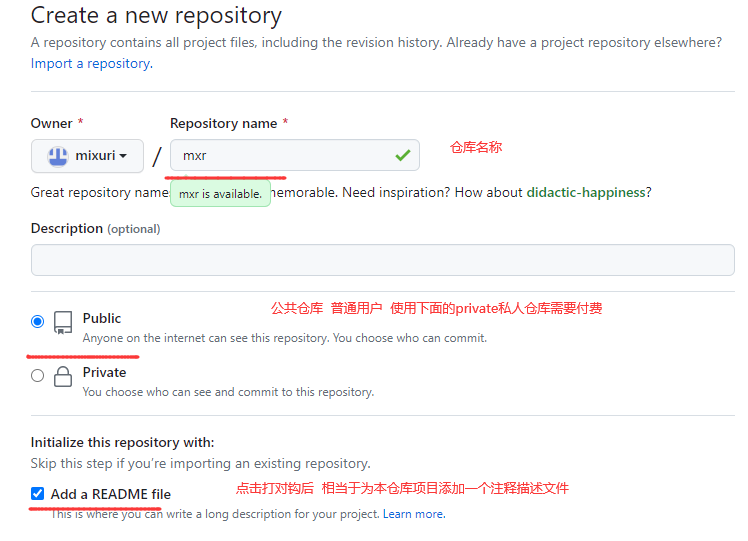 Create a new repository
A repository contains all project files, including the revision history. Already have a project repository elsewhere?
Import a repository.
Owner *
Repository name *
mixuri
/
mxr
仓库名称
Great repository name
emorable. Need inspiration? How about didactic-happiness?
mxr is available.
Description (optional)
公共仓库 普通用户 使用下面的private私人仓库需要付费
Public
Anyone on the internet can see this repository. You choose who can commit.
Private
You choose who can see and commit to this repository.
Initialize this repository with:
Skip this step if you're importing an existing repository.
Add a README file
点击打对钩后 相当于为本仓库项目添加一个注释描述文件
This is where you can write a long description for your project. Learn more.